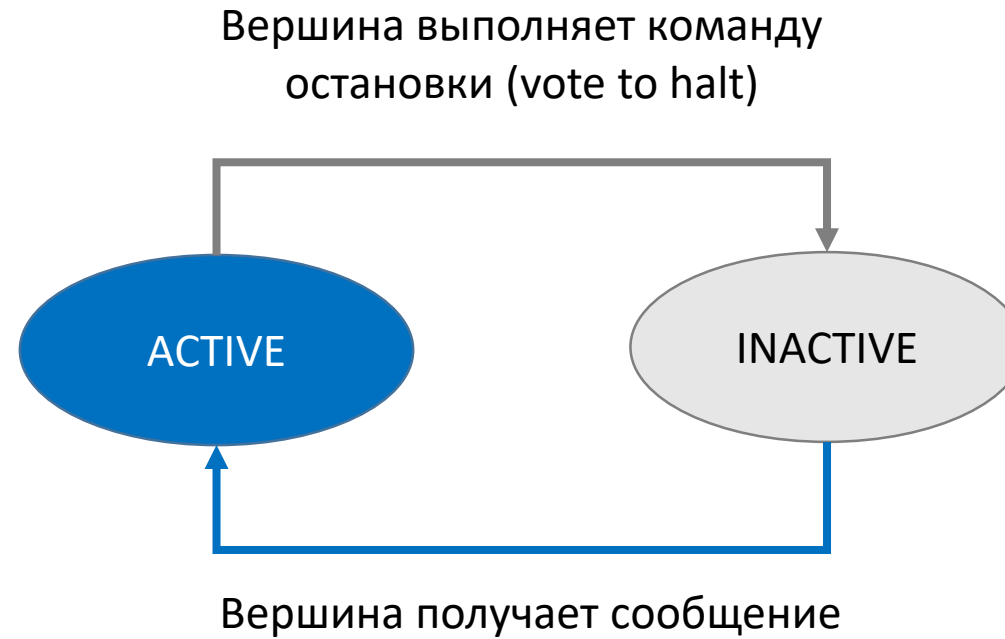 Вершина выполняет команду
остановки (vote to halt)
ACTIVE
INACTIVE
Вершина получает сообщение